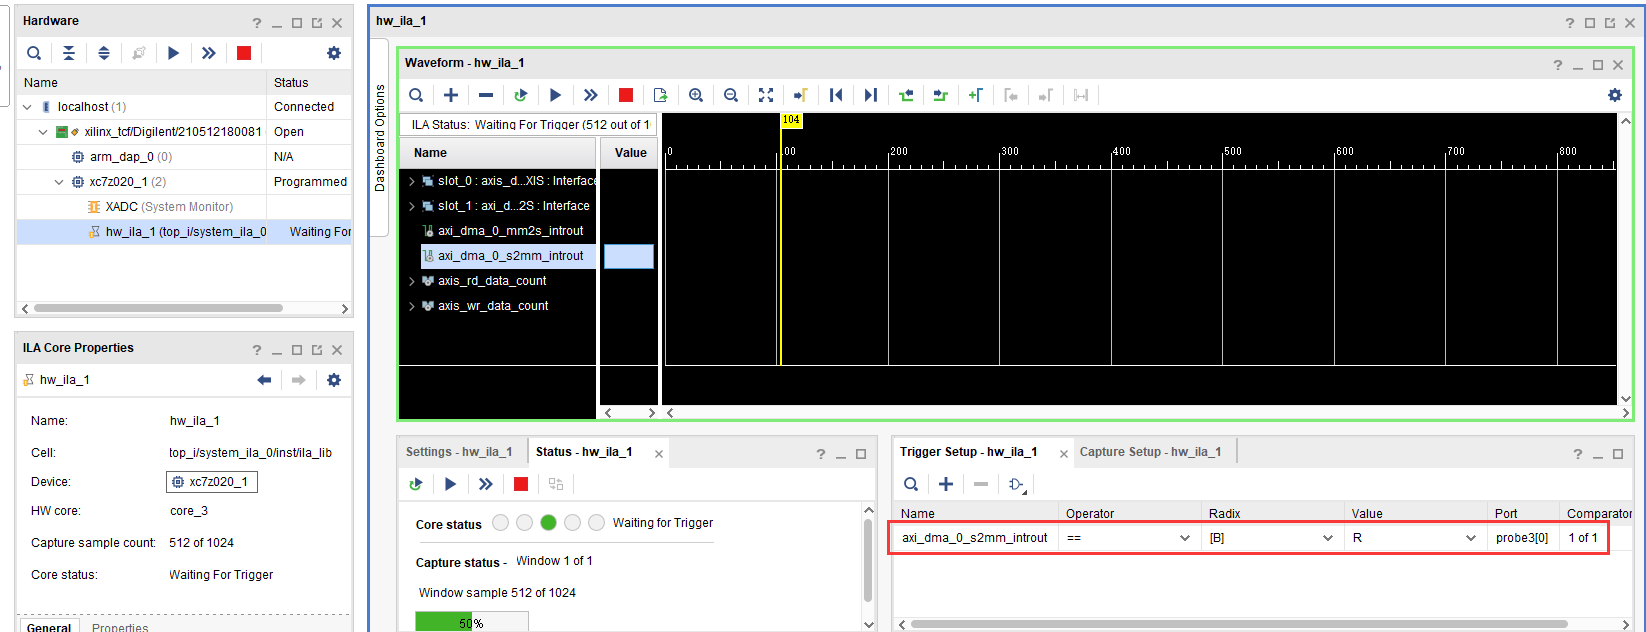 Hardware
Name Status
localhost (1) Connected
xilinx_tcf/Digilent/210512180081 Open
arm_dap_0 (0) N/A
xc7z020_1 (2) Programmed
XADC (System Monitor)
hw_ila_1 (top_i/system_ila_0 Waiting For
ILA Core Properties
hw_ila_1
Name: hw_ila_1
Cell: top_i/system_ila_0/inst/ila_lib
Device: xc7z020_1
HW core: core_3
Capture sample count: 512 of 1024
Core status: Waiting For Trigger
General Properties
hw_ila_1
Dashboard Options
Waveform - hw_ila_1
ILA Status: Waiting For Trigger (512 out of 1
Name Value
slot_0 : axis_d...XIS : Interface
slot_1 : axi_d...2S : Interface
axi_dma_0_mm2s_introut
axi_dma_0_s2mm_introut
axis_rd_data_count
axis_wr_data_count
104
0 00 200 300 400 500 600 700 800
Settings - hw_ila_1 Status - hw_ila_1
Core status Waiting for Trigger
Capture status - Window 1 of 1
Window sample 512 of 1024
50%
Trigger Setup - hw_ila_1 Capture Setup - hw_ila_1
Name Operator Radix Value Port Comparator
axi_dma_0_s2mm_introut == [B] R probe3[0] 1 of 1